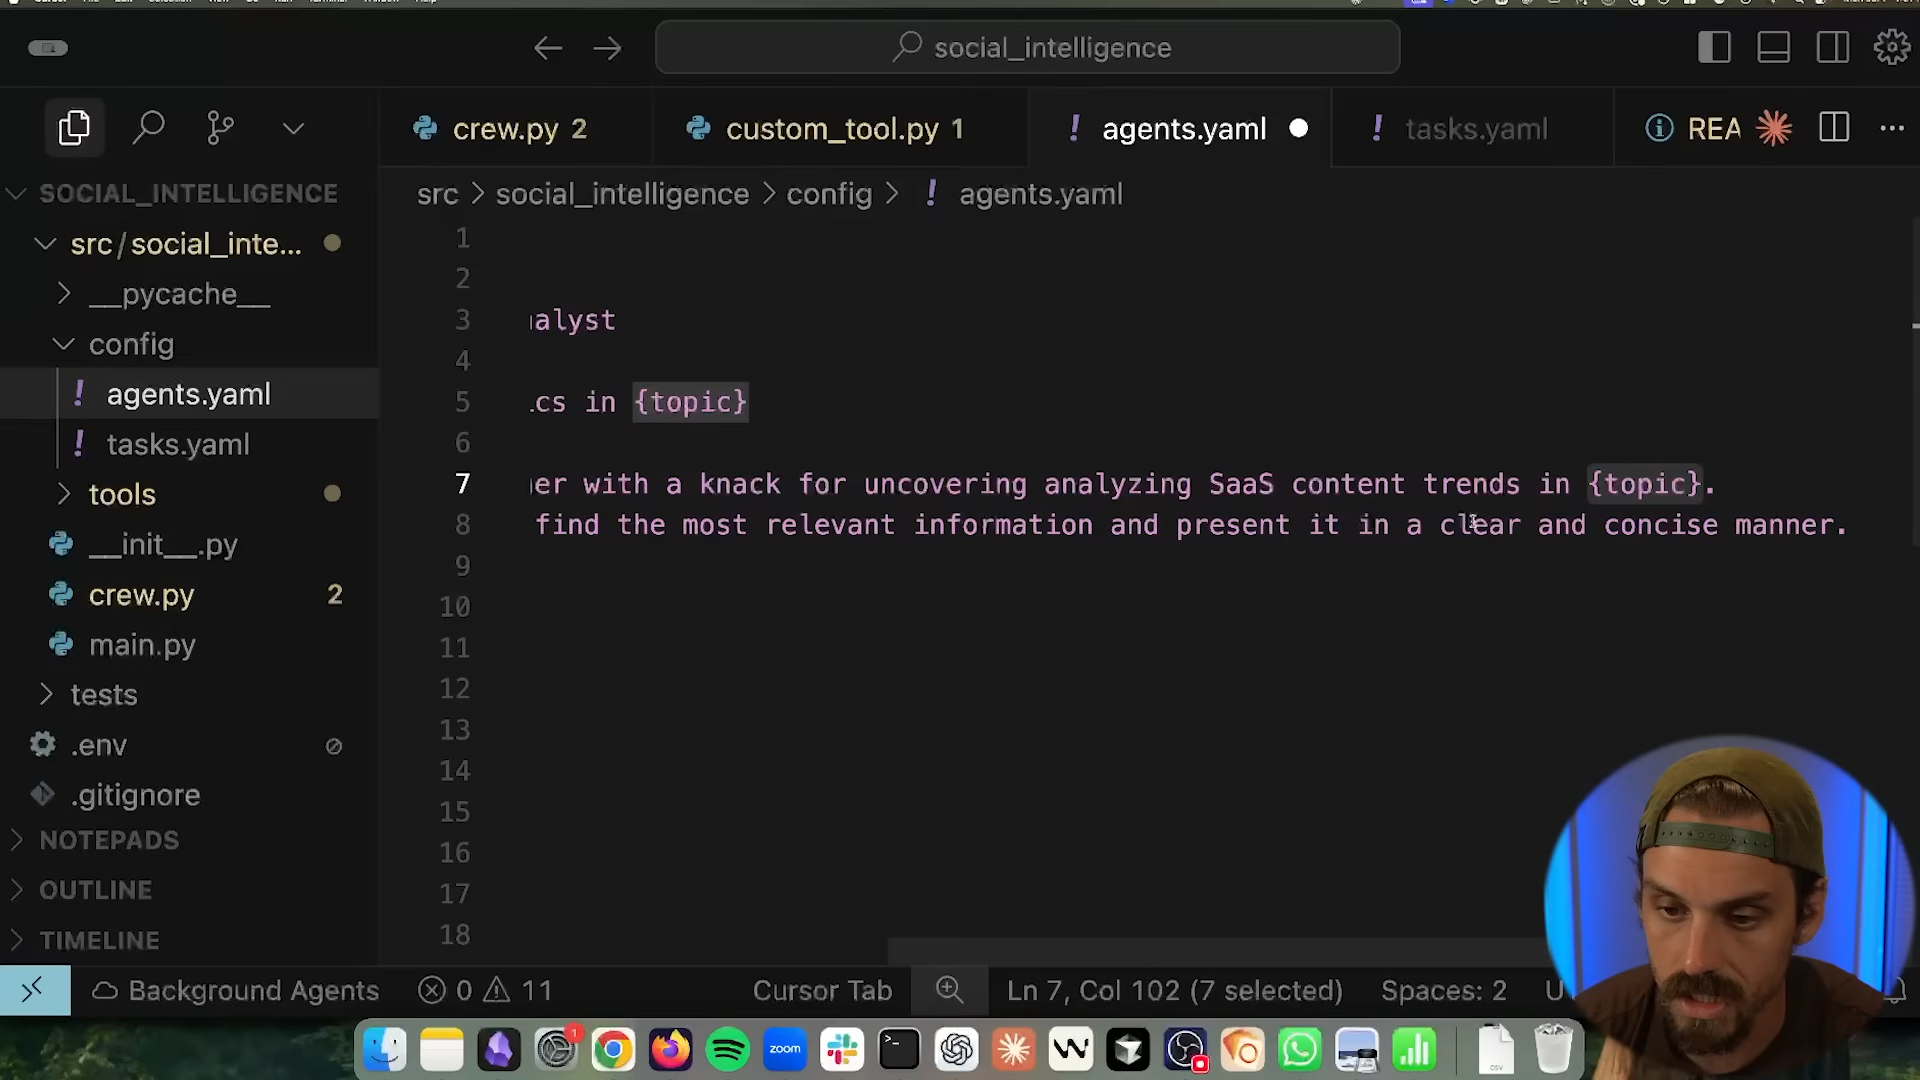 social_intelligence
crew.py 2
custom_tool.py 1
! agents.yaml
! tasks.yaml
REA
src > social_intelligence > config > ! agents.yaml
SOCIAL_INTELLIGENCE
src/social_inte...
__pycache__
config
! agents.yaml
! tasks.yaml
tools
__init__.py
crew.py 2
main.py
tests
.env
.gitignore
NOTEPADS
OUTLINE
TIMELINE
1
2
3 alyst
4
5 cs in {topic}
6
7 er with a knack for uncovering analyzing SaaS content trends in {topic}.
8 find the most relevant information and present it in a clear and concise manner.
9
10
11
12
13
14
15
16
17
18
Background Agents 0 11 Cursor Tab Ln 7, Col 102 (7 selected) Spaces: 2 U
1
zoom
CSV